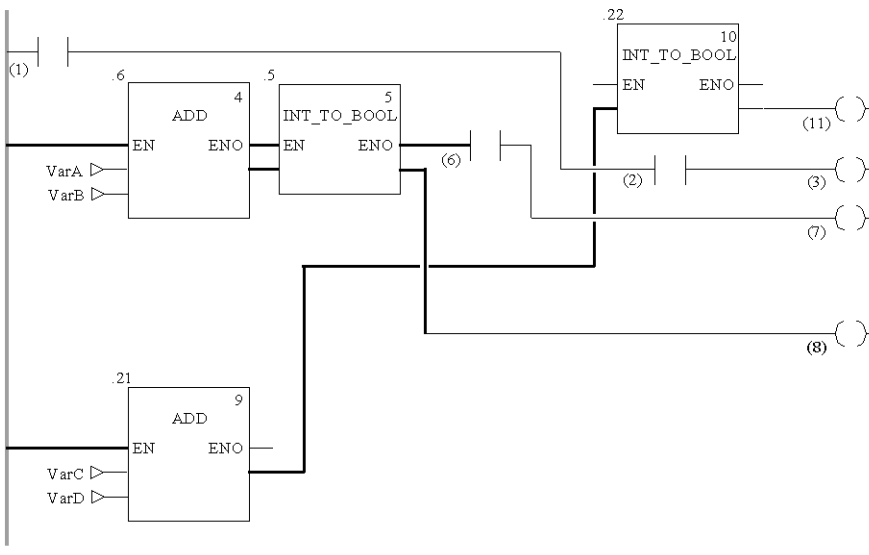 .22
10
INT_TO_BOOL
EN ENO
(1)
.6
4
ADD
EN ENO
VarA
VarB
.5
5
INT_TO_BOOL
EN ENO
(6)
(2)
(3)
(11)
(7)
(8)
.21
9
ADD
EN ENO
VarC
VarD